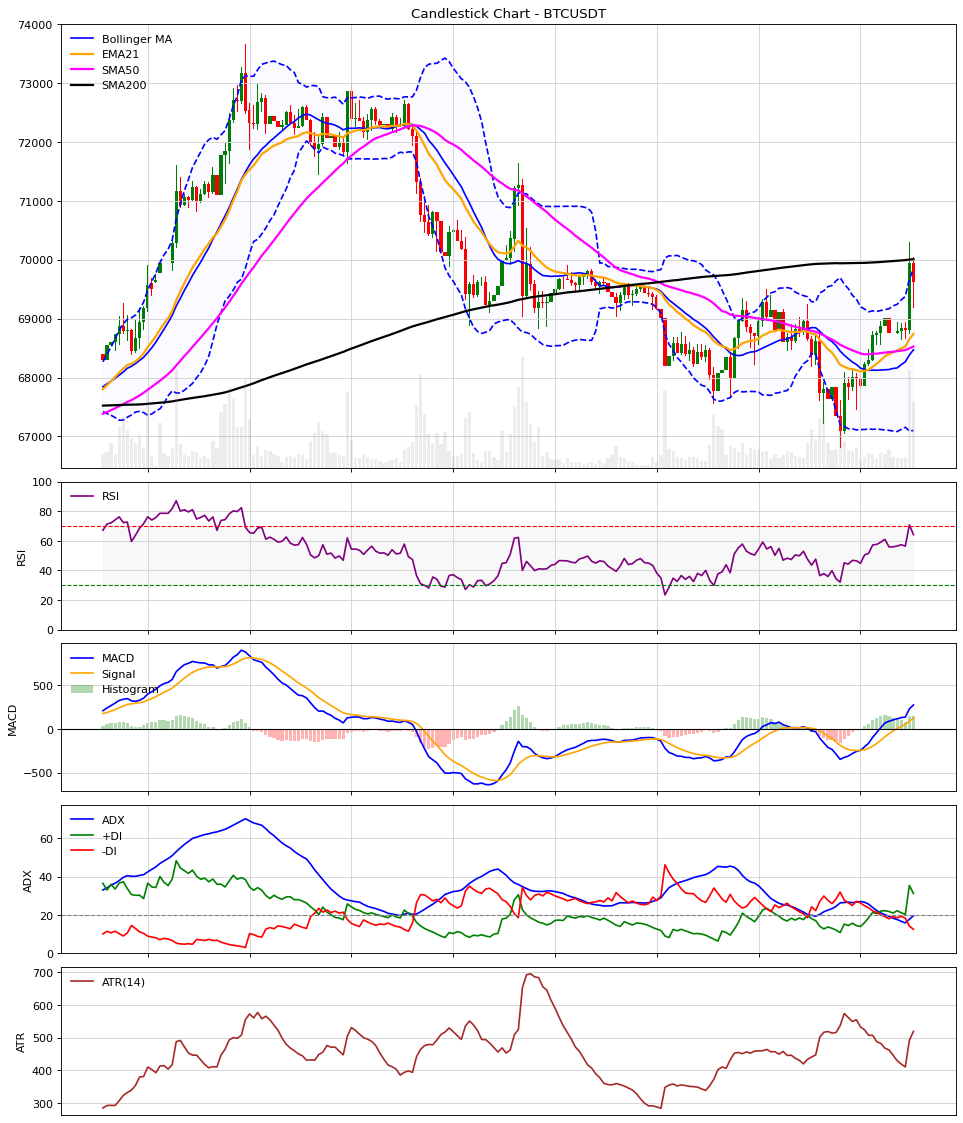 Candlestick Chart - BTCUSDT
74000
73000
72000
71000
70000
69000
68000
67000
Bollinger MA
EMA21
SMA50
SMA200
100
80
60
40
20
0
RSI
RSI
500
0
−500
MACD
MACD
Signal
Histogram
60
40
20
0
ADX
ADX
+DI
-DI
700
600
500
400
300
ATR
ATR(14)